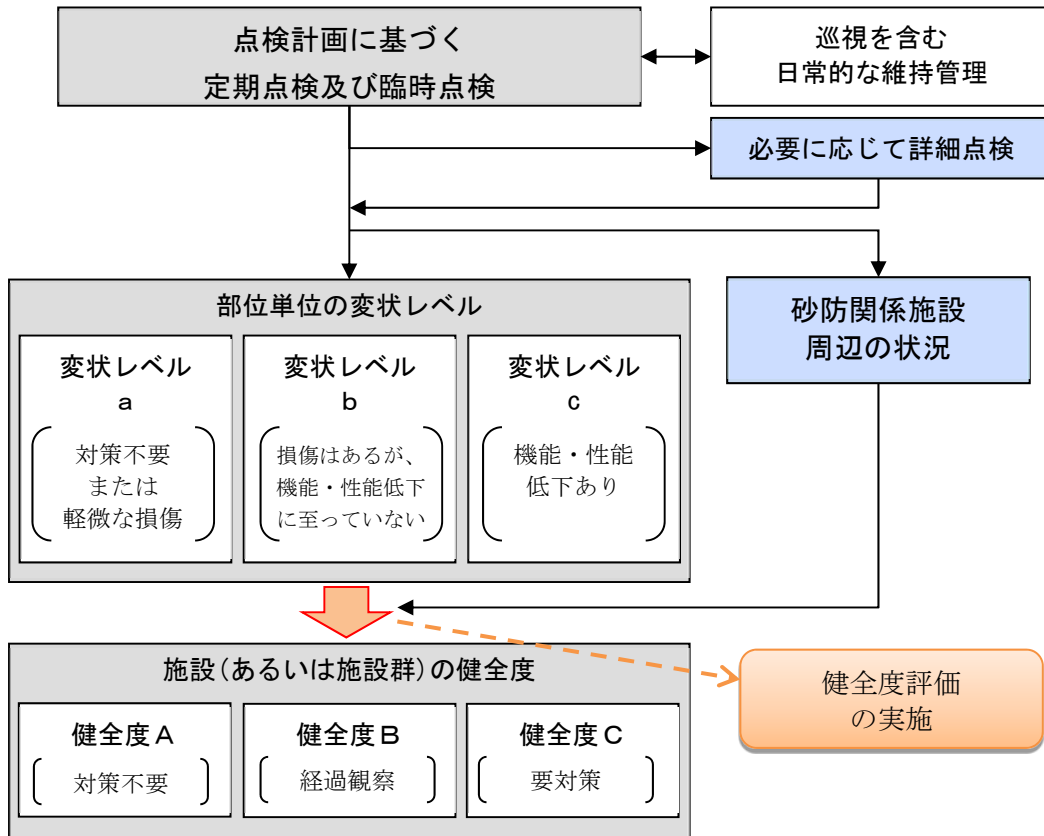 点検計画に基づく
定期点検及び臨時点検
巡視を含む
日常的な維持管理
必要に応じて詳細点検
部位単位の変状レベル
変状レベル
a
対策不要
または
軽微な損傷
変状レベル
b
損傷はあるが、
機能・性能低下
に至っていない
変状レベル
c
機能・性能
低下あり
砂防関係施設
周辺の状況
施設(あるいは施設群)の健全度
健全度A
対策不要
健全度B
経過観察
健全度C
要対策
健全度評価
の実施